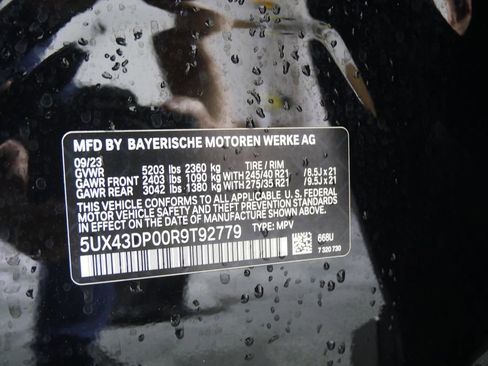 MFD BY BAYERISCHE MOTOREN WERKE AG
09/23 TIRE / RIM
GVWR 5203 lbs 2360 kg
GAWR FRONT 2403 lbs 1090 kg WITH 245/40 R21 / 8.5J x 21
GAWR REAR 3042 lbs 1380 kg WITH 275/35 R21 / 9.5J x 21
THIS VEHICLE CONFORMS TO ALL APPLICABLE U. S. FEDERAL
MOTOR VEHICLE SAFETY AND THEFT PREVENTION STANDARDS
IN EFFECT ON THE DATE OF MANUFACTURE SHOWN ABOVE.
5UX43DP00R9T92779 TYPE: MPV
668U
7 320 730